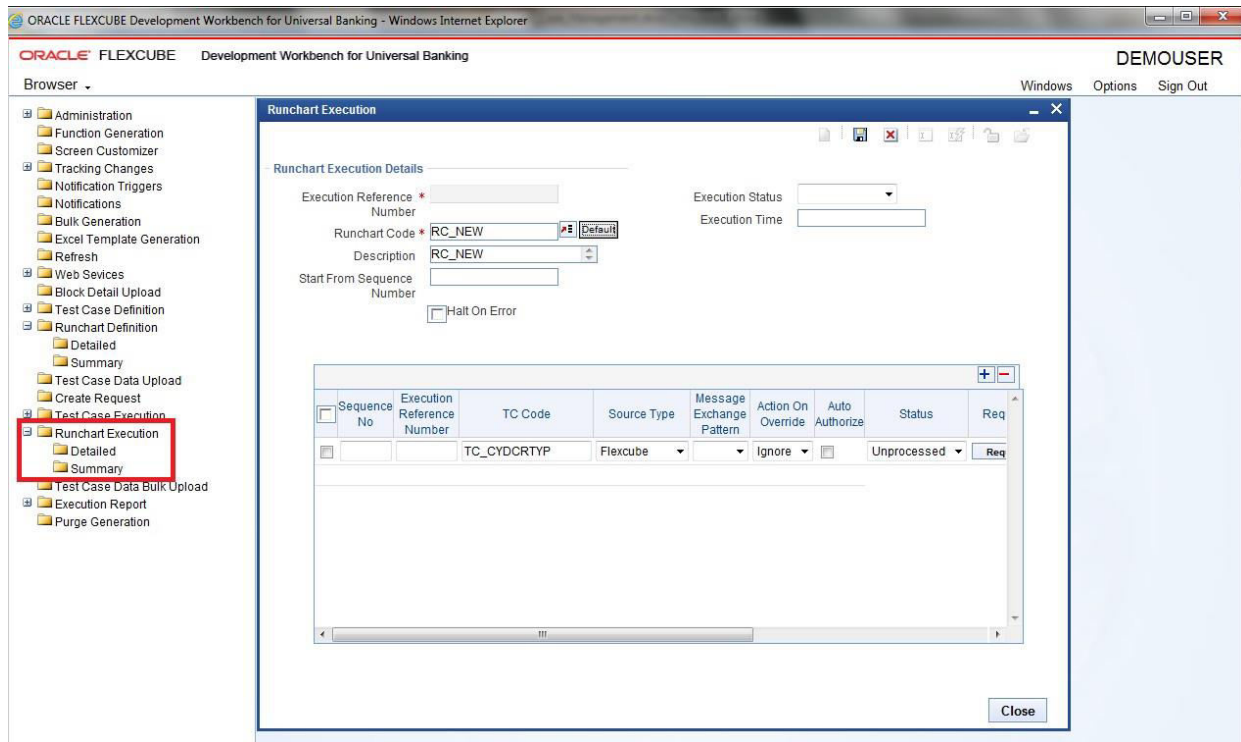 ORACLE FLEXCUBE Development Workbench for Universal Banking - Windows Internet Explorer
ORACLE FLEXCUBE Development Workbench for Universal Banking
DEMOUSER
Browser
Windows Options Sign Out
Administration
Function Generation
Screen Customizer
Tracking Changes
Notification Triggers
Notifications
Bulk Generation
Excel Template Generation
Refresh
Web Sevices
Block Detail Upload
Test Case Definition
Runchart Definition
Detailed
Summary
Test Case Data Upload
Create Request
Test Case Execution
Runchart Execution
Detailed
Summary
Test Case Data Bulk Upload
Execution Report
Purge Generation
Runchart Execution
Runchart Execution Details
Execution Reference *
Number
Runchart Code * RC_NEW Default
Description RC_NEW
Start From Sequence
Number
Halt On Error
Execution Status
Execution Time
Sequence No
Execution Reference Number
TC Code
Source Type
Message Exchange Pattern
Action On Override
Auto Authorize
Status
Req
TC_CYDCRTYP Flexcube Ignore Unprocessed Req
Close